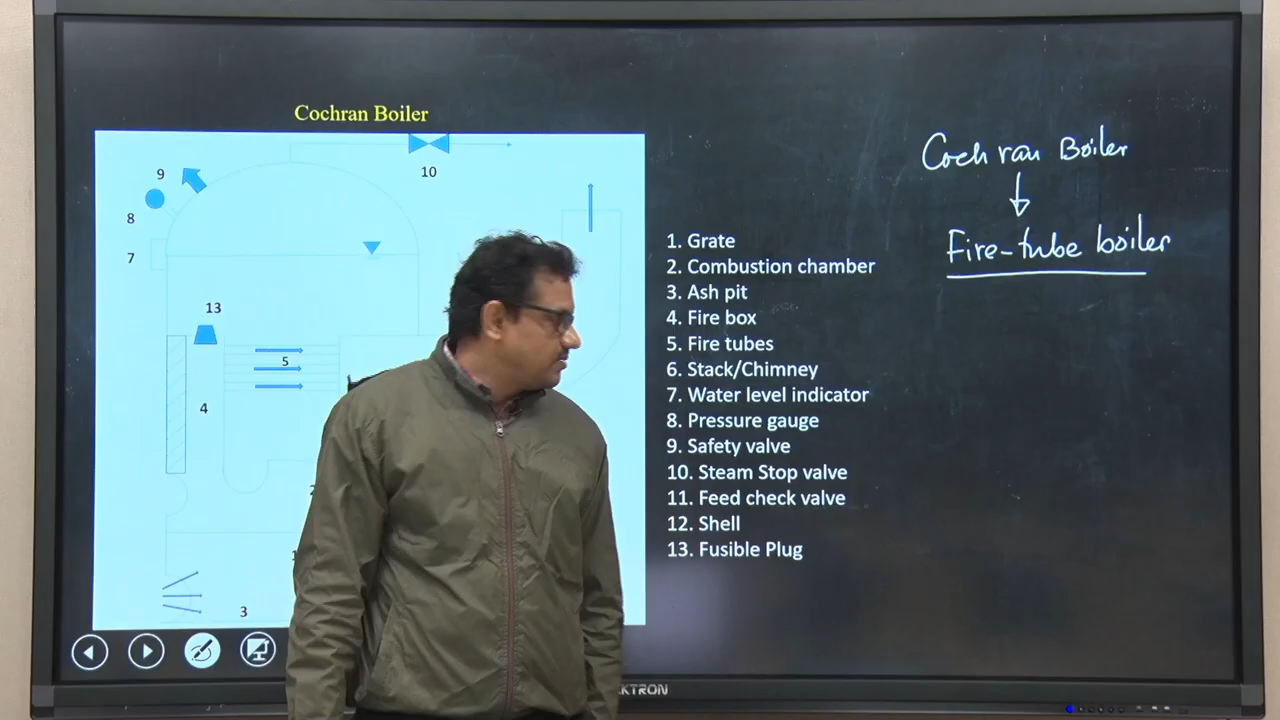 Cochran Boiler
10
9
8
7
13
5
4
3
1. Grate
2. Combustion chamber
3. Ash pit
4. Fire box
5. Fire tubes
6. Stack/Chimney
7. Water level indicator
8. Pressure gauge
9. Safety valve
10. Steam Stop valve
11. Feed check valve
12. Shell
13. Fusible Plug
Cochran Boiler
Fire-tube boiler